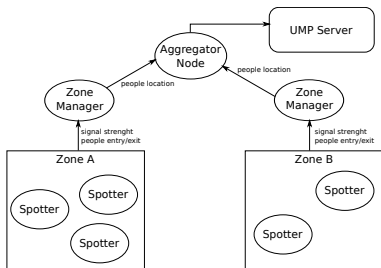 UMP Server
Aggregator
Node
people location
people location
Zone
Manager
Zone
Manager
signal strenght
people entry/exit
signal strenght
people entry/exit
Zone A
Zone B
Spotter
Spotter
Spotter
Spotter
Spotter